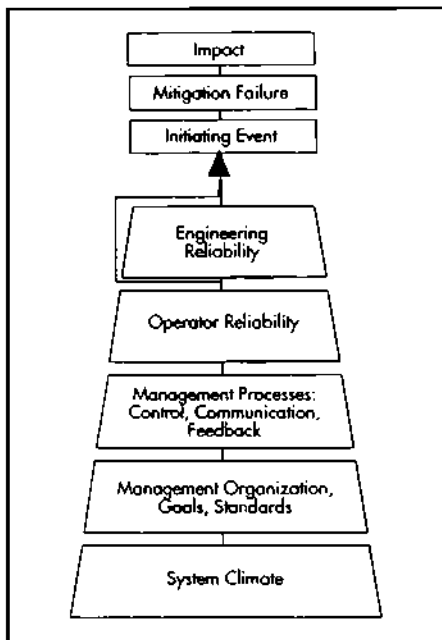 Impact
Mitigation Failure
Initiating Event
Engineering
Reliability
Operator Reliability
Management Processes:
Control, Communication,
Feedback
Management Organization,
Goals, Standards
System Climate